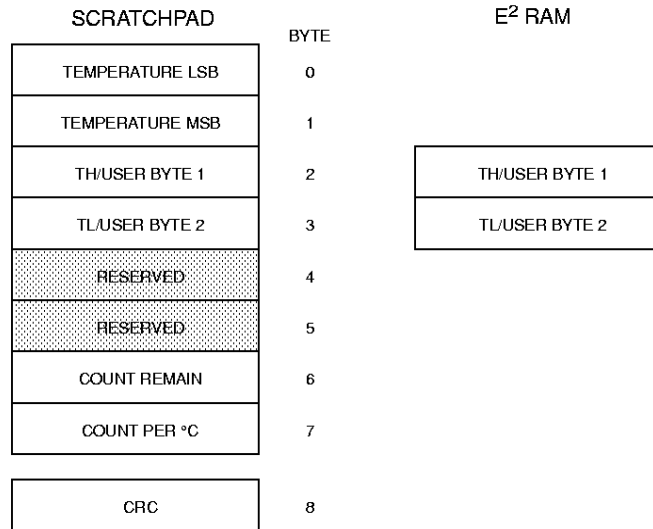 SCRATCHPAD E² RAM
BYTE
TEMPERATURE LSB 0
TEMPERATURE MSB 1
TH/USER BYTE 1 2 TH/USER BYTE 1
TL/USER BYTE 2 3 TL/USER BYTE 2
RESERVED 4
RESERVED 5
COUNT REMAIN 6
COUNT PER °C 7
CRC 8